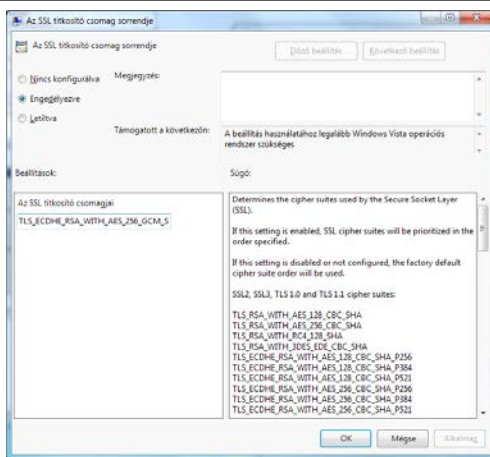 Az SSL titkosító csomag sorrendje
Az SSL titkosító csomag sorrendje
Előző beállítás
Következő beállítás
Nincs konfigurálva
Megjegyzés:
Engedélyezve
Letiltva
Támogatott a következőn:
A beállítás használatához legalább Windows Vista operációs
rendszer szükséges
Beállítások:
Súgó:
Az SSL titkosító csomagjai
TLS_ECDHE_RSA_WITH_AES_256_GCM_S
Determines the cipher suites used by the Secure Socket Layer
(SSL).
If this setting is enabled, SSL cipher suites will be prioritized in the
order specified.
If this setting is disabled or not configured, the factory default
cipher suite order will be used.
SSL2, SSL3, TLS 1.0 and TLS 1.1 cipher suites:
TLS_RSA_WITH_AES_128_CBC_SHA
TLS_RSA_WITH_AES_256_CBC_SHA
TLS_RSA_WITH_RC4_128_SHA
TLS_RSA_WITH_3DES_EDE_CBC_SHA
TLS_ECDHE_RSA_WITH_AES_128_CBC_SHA_P256
TLS_ECDHE_RSA_WITH_AES_128_CBC_SHA_P384
TLS_ECDHE_RSA_WITH_AES_128_CBC_SHA_P521
TLS_ECDHE_RSA_WITH_AES_256_CBC_SHA_P256
TLS_ECDHE_RSA_WITH_AES_256_CBC_SHA_P384
TLS_ECDHE_RSA_WITH_AES_256_CBC_SHA_P521
OK
Mégse
Alkalmaz